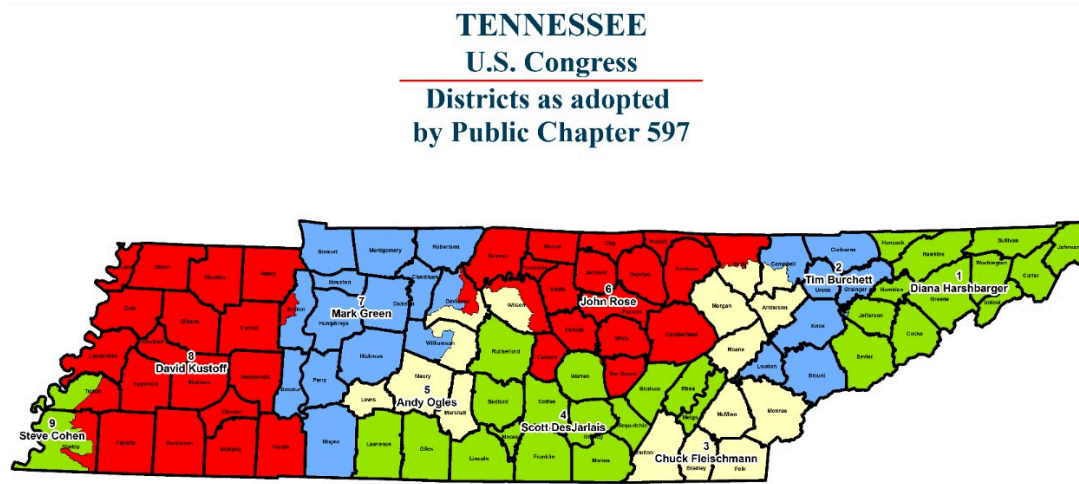 TENNESSEE
U.S. Congress
Districts as adopted
by Public Chapter 597
Stewart
Montgomery
Robertson
Houston
Cheatham
Davidson
Dickson
Humphreys
7
Mark Green
Williamson
Hickman
Perry
Decatur
Wayne
Weakley
Henry
Dyer
Gibson
Carroll
Benton
Lauderdale
8
David Kustoff
Haywood
Madison
Henderson
Tipton
Chester
Fayette
Hardeman
McNairy
Hardin
9
Steve Cohen
Shelby
Sumner
Macon
Clay
Pickett
Jackson
Overton
Fentress
Smith
6
John Rose
Putnam
Wilson
DeKalb
White
Cumberland
Cannon
Van Buren
Maury
Lewis
5
Andy Ogles
Marshall
Rutherford
Warren
Bedford
Coffee
4
Scott DesJarlais
Bledsoe
Rhea
Meigs
Sequatchie
Grundy
Moore
Lawrence
Giles
Lincoln
Franklin
Marion
Scott
Morgan
Anderson
Roane
McMinn
Monroe
3
Chuck Fleischmann
Hamilton
Bradley
Polk
Campbell
Claiborne
2
Tim Burchett
Union
Grainger
Knox
Loudon
Blount
Hancock
Hawkins
Sullivan
Johnson
Washington
1
Diana Harshbarger
Carter
Hamblen
Greene
Unicoi
Jefferson
Cocke
Sevier